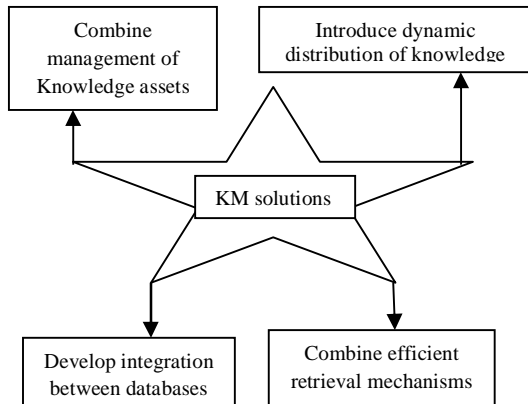 Combine
management of
Knowledge assets
Introduce dynamic
distribution of knowledge
KM solutions
Develop integration
between databases
Combine efficient
retrieval mechanisms